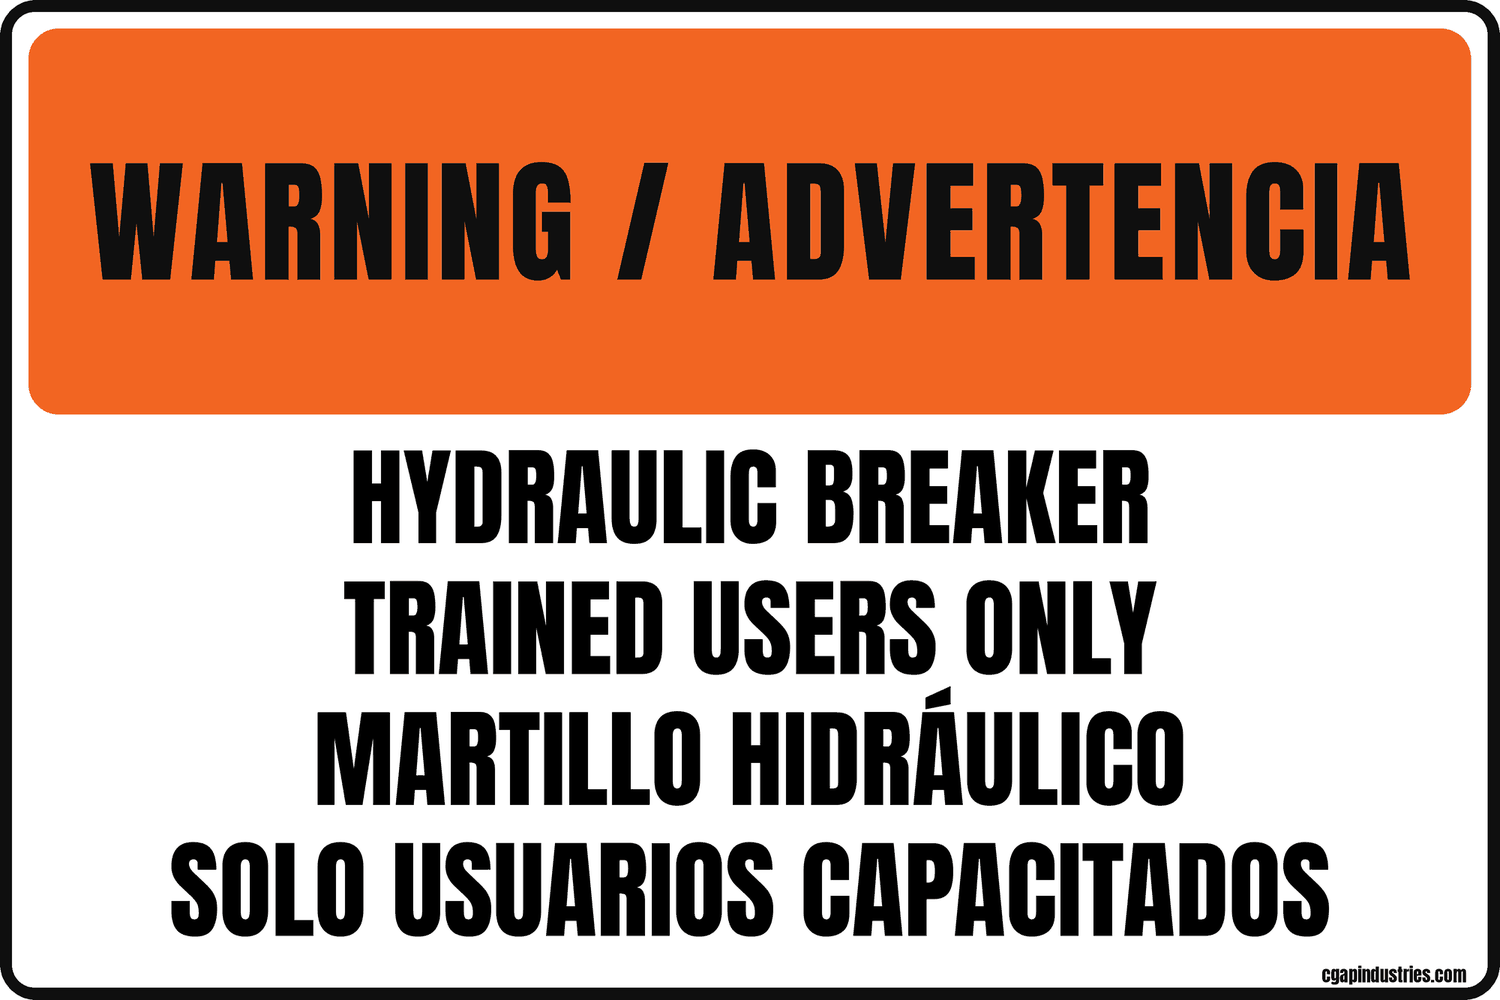 WARNING / ADVERTENCIA
HYDRAULIC BREAKER
TRAINED USERS ONLY
MARTILLO HIDRÁULICO
SOLO USUARIOS CAPACITADOS
cgapindustries.com